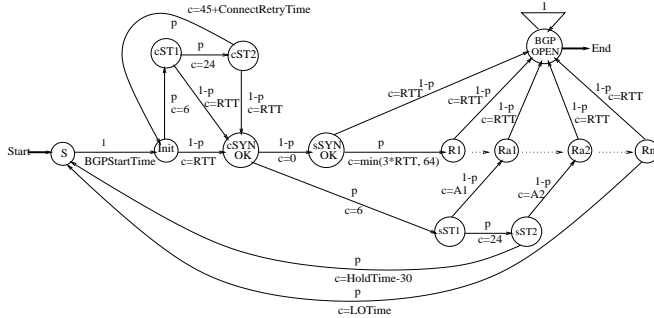 c=45+ConnectRetryTime
1
p
cST1
p
c=24
cST2
BGP
OPEN
End
p
c=6
1-p
c=RTT
1-p
c=RTT
1-p
c=RTT
1-p
c=RTT
1-p
c=RTT
1-p
c=RTT
1-p
c=RTT
Start
S
1
BGPStartTime
Init
1-p
c=RTT
cSYN
OK
1-p
c=0
sSYN
OK
p
c=min(3*RTT, 64)
R1
Ra1
Ra2
Rn
p
c=6
1-p
c=A1
1-p
c=A2
sST1
p
c=24
sST2
p
c=HoldTime-30
p
c=LOTime